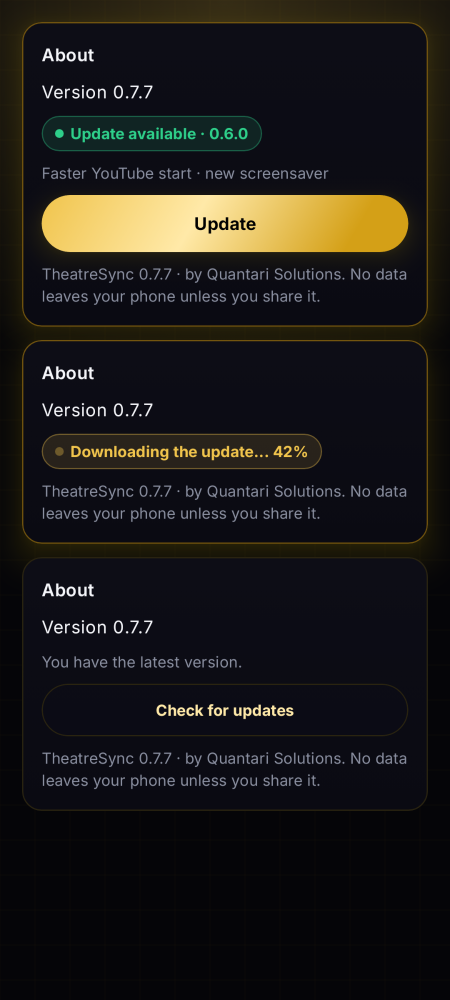 About
Version 0.7.7
Update available · 0.6.0
Faster YouTube start · new screensaver
Update
TheatreSync 0.7.7 · by Quantari Solutions. No data
leaves your phone unless you share it.
About
Version 0.7.7
Downloading the update... 42%
TheatreSync 0.7.7 · by Quantari Solutions. No data
leaves your phone unless you share it.
About
Version 0.7.7
You have the latest version.
Check for updates
TheatreSync 0.7.7 · by Quantari Solutions. No data
leaves your phone unless you share it.